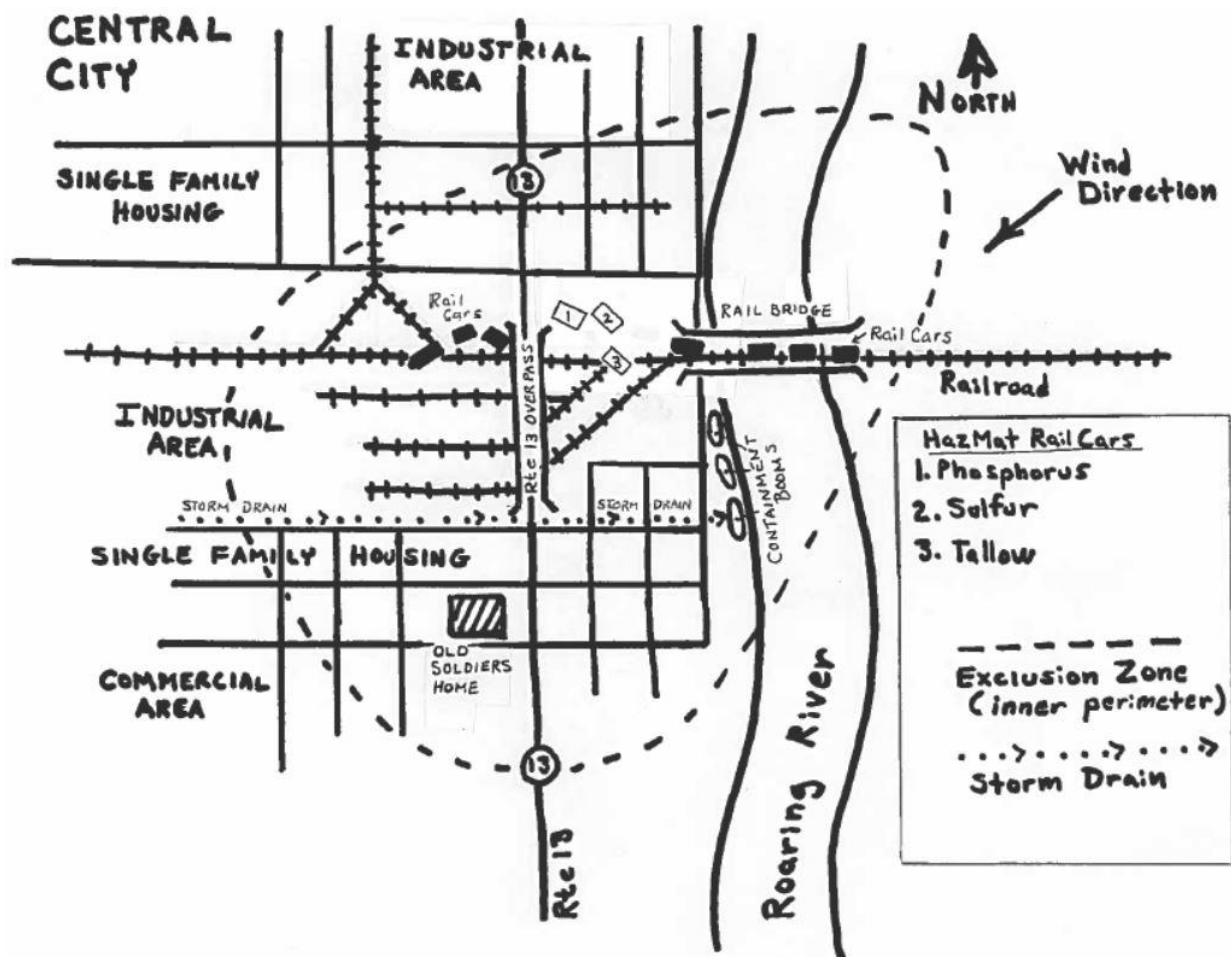 CENTRAL
CITY
INDUSTRIAL
AREA
NORTH
Wind
Direction
SINGLE FAMILY
HOUSING
13
Rail
Cars
1
2
3
RAIL BRIDGE
Rail Cars
Railroad
Rte 13 OVERPASS
INDUSTRIAL
AREA
CONTAINMENT
BOOMS
STORM DRAIN
STORM DRAIN
SINGLE FAMILY HOUSING
OLD
SOLDIERS
HOME
COMMERCIAL
AREA
13
Rte 13
Roaring River
HazMat Rail Cars
1. Phosphorus
2. Sulfur
3. Tallow
Exclusion Zone
(inner perimeter)
Storm Drain